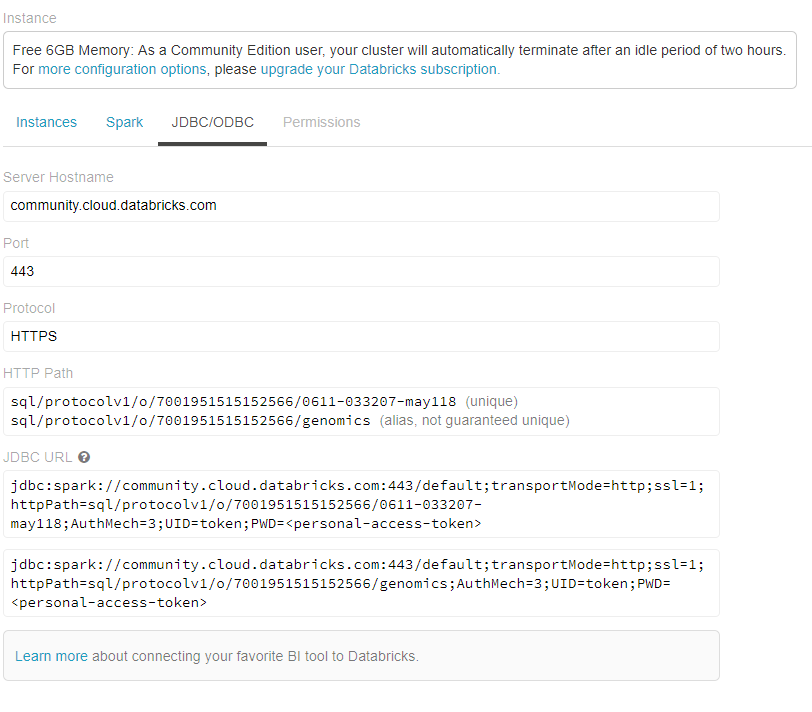 Instance
Free 6GB Memory: As a Community Edition user, your cluster will automatically terminate after an idle period of two hours.
For more configuration options, please upgrade your Databricks subscription.
Instances Spark JDBC/ODBC Permissions
Server Hostname
community.cloud.databricks.com
Port
443
Protocol
HTTPS
HTTP Path
sql/protocolv1/o/7001951515152566/0611-033207-may118 (unique)
sql/protocolv1/o/7001951515152566/genomics (alias, not guaranteed unique)
JDBC URL ?
jdbc:spark://community.cloud.databricks.com:443/default;transportMode=http;ssl=1;
httpPath=sql/protocolv1/o/7001951515152566/0611-033207-
may118;AuthMech=3;UID=token;PWD=<personal-access-token>
jdbc:spark://community.cloud.databricks.com:443/default;transportMode=http;ssl=1;
httpPath=sql/protocolv1/o/7001951515152566/genomics;AuthMech=3;UID=token;PWD=
<personal-access-token>
Learn more about connecting your favorite BI tool to Databricks.